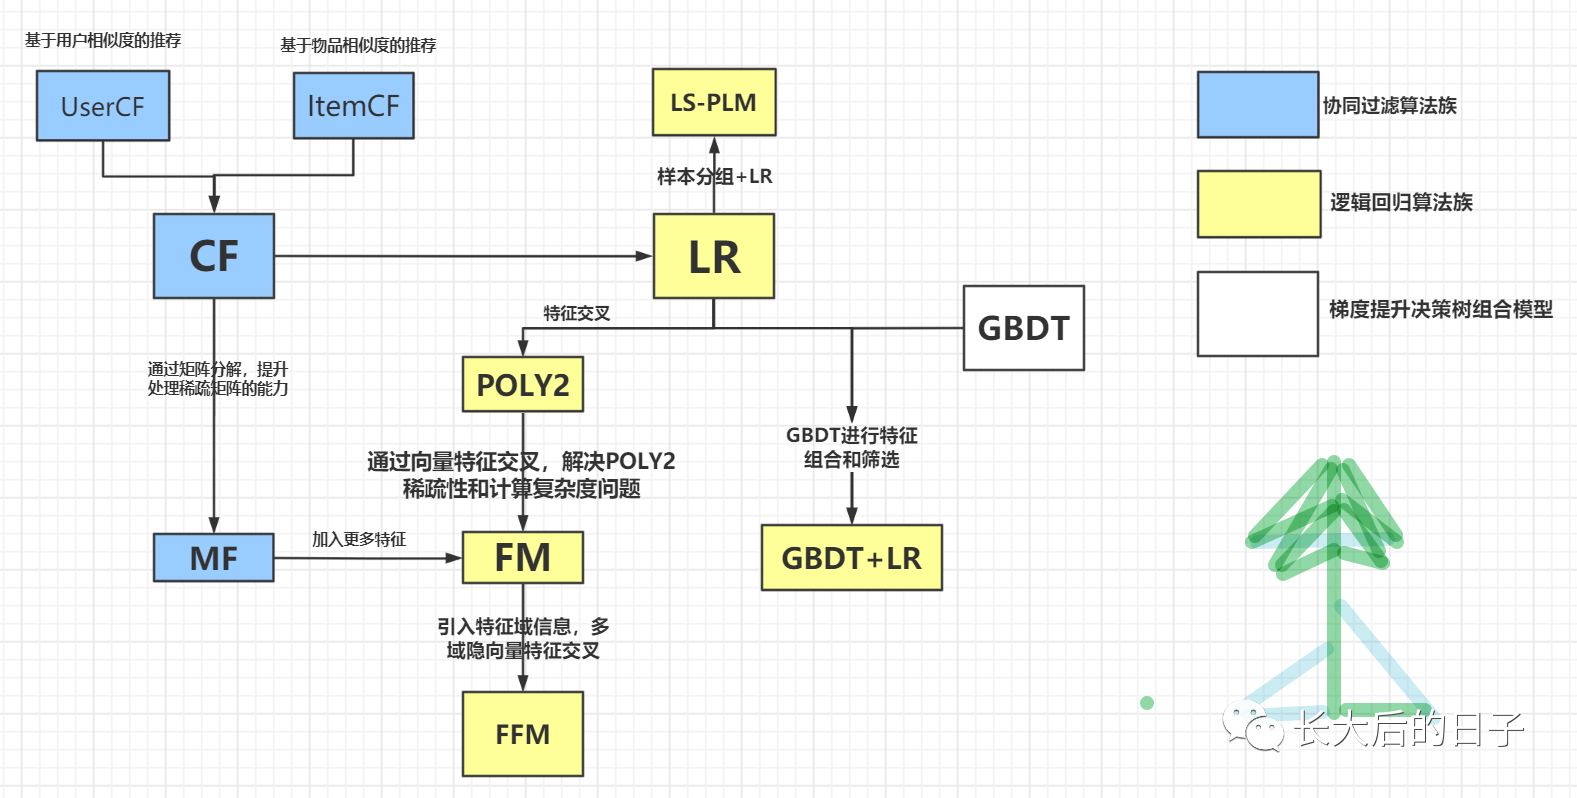 基于用户相似度的推荐
基于物品相似度的推荐
UserCF
ItemCF
LS-PLM
协同过滤算法族
样本分组+LR
逻辑回归算法族
CF
LR
特征交叉
GBDT
梯度提升决策树组合模型
通过矩阵分解，提升
处理稀疏矩阵的能力
POLY2
GBDT进行特征
组合和筛选
通过向量特征交叉，解决POLY2
稀疏性和计算复杂度问题
MF
加入更多特征
FM
GBDT+LR
引入特征域信息，多
域隐向量特征交叉
FFM
长大后的日子